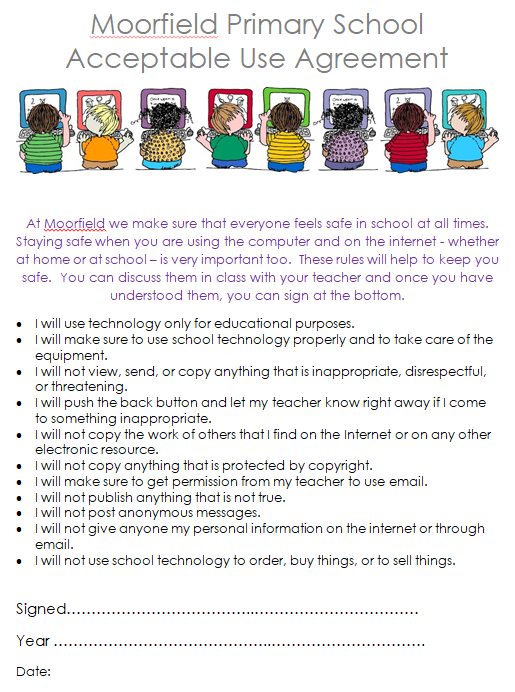 Moorfield Primary School
Acceptable Use Agreement
At Moorfield we make sure that everyone feels safe in school at all times.
Staying safe when you are using the computer and on the internet - whether
at home or at school – is very important too.  These rules will help to keep you
safe.  You can discuss them in class with your teacher and once you have
understood them, you can sign at the bottom.
• I will use technology only for educational purposes.
• I will make sure to use school technology properly and to take care of the
equipment.
• I will not view, send, or copy anything that is inappropriate, disrespectful,
or threatening.
• I will push the back button and let my teacher know right away if I come
to something inappropriate.
• I will not copy the work of others that I find on the Internet or on any other
electronic resource.
• I will not copy anything that is protected by copyright.
• I will make sure to get permission from my teacher to use email.
• I will not publish anything that is not true.
• I will not post anonymous messages.
• I will not give anyone my personal information on the internet or through
email.
• I will not use school technology to order, buy things, or to sell things.
Signed……………………………………………………………
Year ………………………………………………………………
Date: